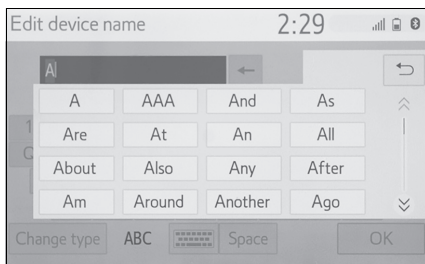 Edit device name 2:29
A
A AAA And As
Are At An All
1
Q
About Also Any After
Am Around Another Ago
Change type ABC Space OK